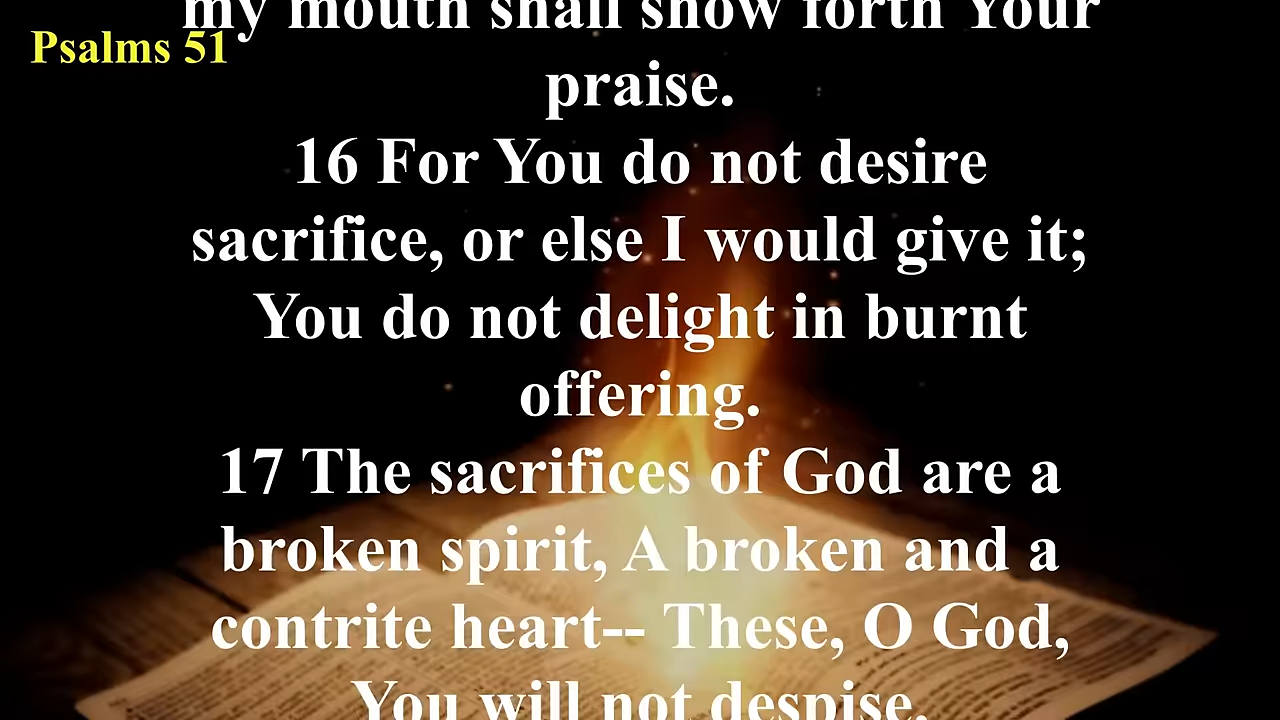 my mouth shall show forth Your
Psalms 51
praise.
16 For You do not desire
sacrifice, or else I would give it;
You do not delight in burnt
offering.
17 The sacrifices of God are a
broken spirit, A broken and a
contrite heart-- These, O God,
You will not despise.